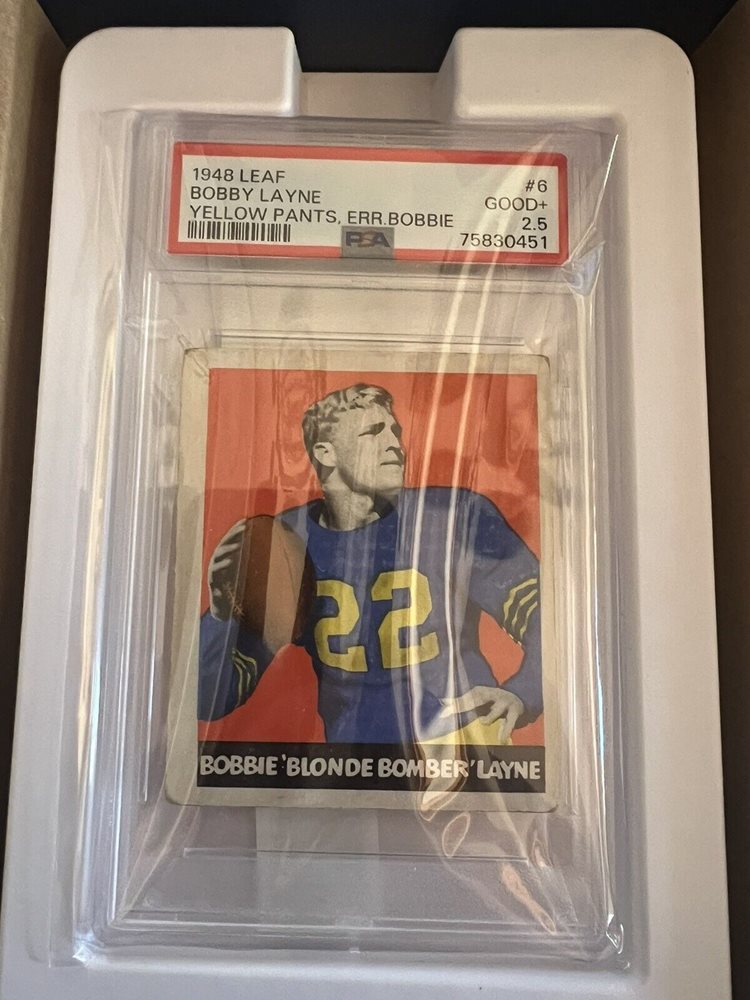 1948 LEAF #6
BOBBY LAYNE GOOD+
YELLOW PANTS, ERR.BOBBIE 2.5
PSA 75830451
22
BOBBIE 'BLONDE BOMBER' LAYNE